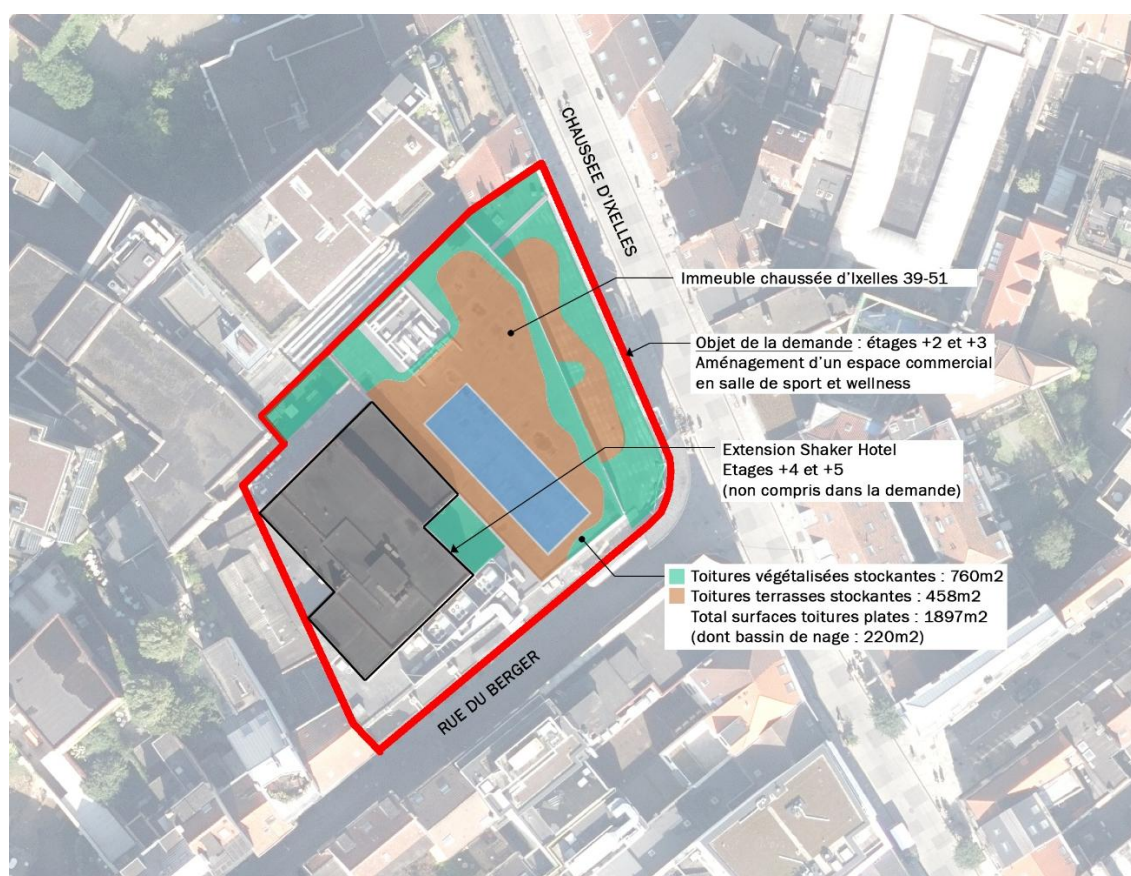 CHAUSSEE D'IXELLES
Immeuble chaussée d'Ixelles 39-51
Objet de la demande : étages +2 et +3
Aménagement d'un espace commercial
en salle de sport et wellness
Extension Shaker Hotel
Etages +4 et +5
(non compris dans la demande)
Toitures végétalisées stockantes : 760m2
Toitures terrasses stockantes : 458m2
Total surfaces toitures plates : 1897m2
(dont bassin de nage : 220m2)
RUE DU BERGER